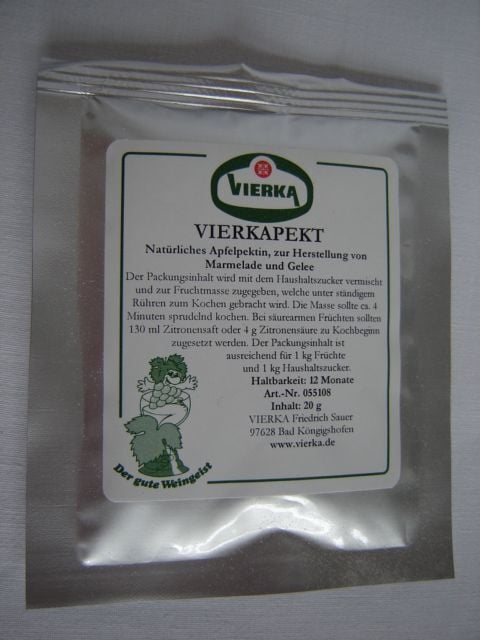 VIERKA
VIERKAPEKT
Natürliches Apfelpektin, zur Herstellung von
Marmelade und Gelee
Der Packungsinhalt wird mit dem Haushaltszucker vermischt
und zur Fruchtmasse zugegeben, welche unter ständigem
Rühren zum Kochen gebracht wird. Die Masse sollte ca. 4
Minuten sprudelnd kochen. Bei säurearmen Früchten sollten
130 ml Zitronensaft oder 4 g Zitronensäure zu Kochbeginn
zugesetzt werden. Der Packungsinhalt ist
ausreichend für 1 kg Früchte
und 1 kg Haushaltszucker.
Haltbarkeit: 12 Monate
Art.-Nr. 055108
Inhalt: 20 g
VIERKA Friedrich Sauer
97628 Bad Köngigshofen
www.vierka.de
Der gute Weingeist